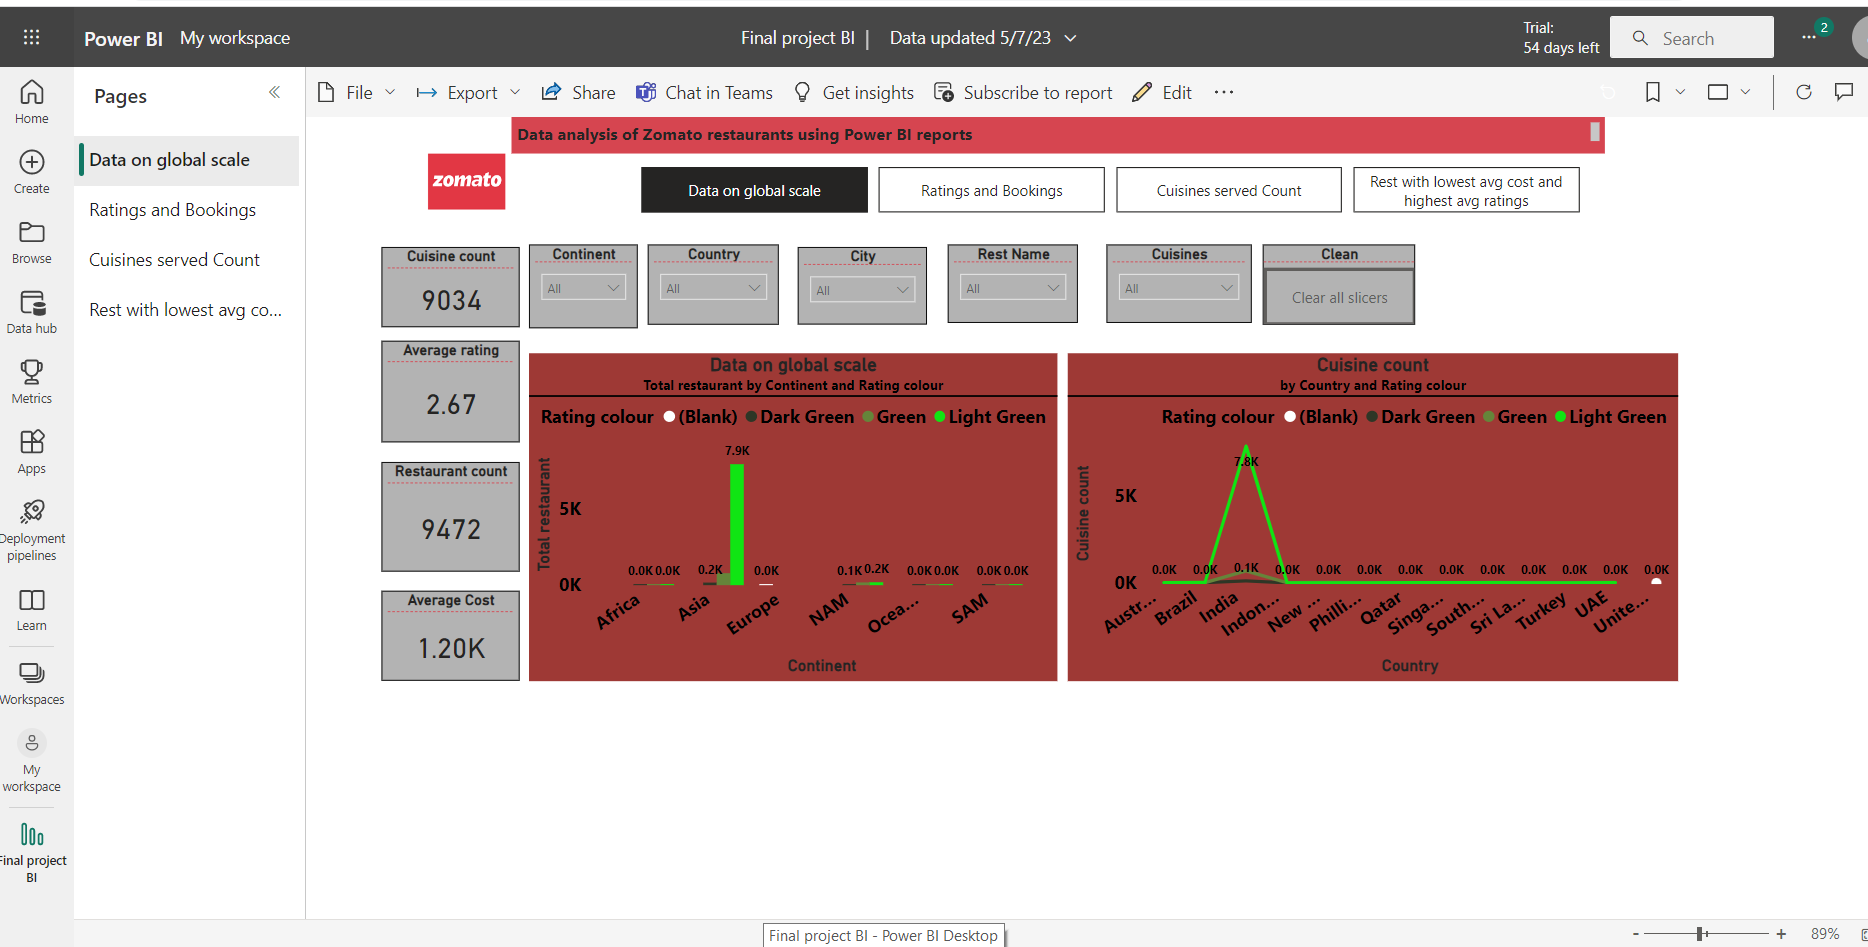 Power BI My workspace
Final project BI | Data updated 5/7/23
Trial:
54 days left
Search
2
Home
Create
Browse
Data hub
Metrics
Apps
Deployment
pipelines
Learn
Workspaces
My
workspace
Final project
BI
Pages
Data on global scale
Ratings and Bookings
Cuisines served Count
Rest with lowest avg co...
File Export Share Chat in Teams Get insights Subscribe to report Edit ...
Data analysis of Zomato restaurants using Power BI reports
zomato
Data on global scale
Ratings and Bookings
Cuisines served Count
Rest with lowest avg cost and
highest avg ratings
Cuisine count
9034
Continent
All
Country
All
City
All
Rest Name
All
Cuisines
All
Clean
Clear all slicers
Average rating
2.67
Restaurant count
9472
Average Cost
1.20K
Data on global scale
Total restaurant by Continent and Rating colour
Rating colour (Blank) Dark Green Green Light Green
Total restaurant
5K
0K
7.9K
0.0K 0.0K 0.2K 0.0K 0.1K 0.2K 0.0K 0.0K 0.0K 0.0K
Africa Asia Europe NAM Ocea... SAM
Continent
Cuisine count
by Country and Rating colour
Rating colour (Blank) Dark Green Green Light Green
Cuisine count
5K
0K
7.8K
0.0K 0.0K 0.1K 0.0K 0.0K 0.0K 0.0K 0.0K 0.0K 0.0K 0.0K 0.0K 0.0K
Austr... Brazil India Indon... New ... Philli... Qatar Singa... South... Sri La... Turkey UAE Unite...
Country
Final project BI - Power BI Desktop
- + 89%